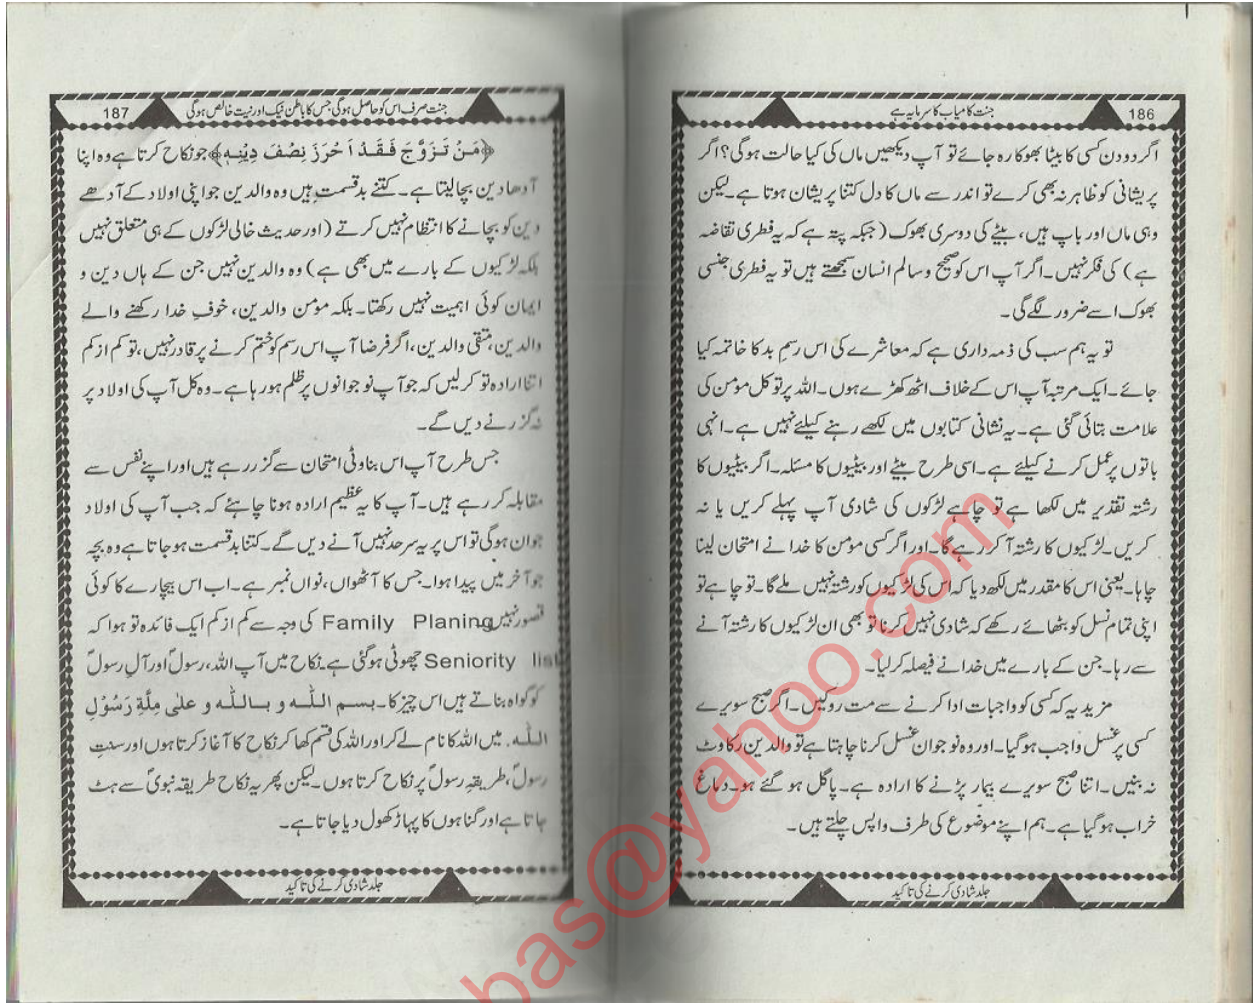 186
جنت کامیاب کا سرمایہ ہے
اگر دو دن کسی کا بیٹا بھوکا رہ جائے تو آپ دیکھیں ماں کی کیا حالت ہوگی؟ اگر
پریشانی کو ظاہر نہ بھی کرے تو اندر سے ماں کا دل کتنا پریشان ہوتا ہے۔ لیکن
وہی ماں اور باپ ہیں، بیٹے کی دوسری بھوک (جبکہ پتہ ہے کہ یہ فطری تقاضہ
ہے) کی فکر نہیں۔ اگر آپ اس کو صحیح و سالم انسان سمجھتے ہیں تو یہ فطری جنسی
بھوک اسے ضرور لگے گی۔
تو یہ ہم سب کی ذمہ داری ہے کہ معاشرے کی اس رسمِ بد کا خاتمہ کیا
جائے۔ ایک مرتبہ آپ اس کے خلاف اٹھ کھڑے ہوں۔ اللہ پر توکل مومن کی
علامت بتائی گئی ہے۔ یہ نشانی کتابوں میں لکھے رہنے کیلئے نہیں ہے۔ انہی
باتوں پر عمل کرنے کیلئے ہے۔ اسی طرح بیٹے اور بیٹیوں کا مسئلہ۔ اگر بیٹیوں کا
رشتہ تقدیر میں لکھا ہے تو چاہے لڑکوں کی شادی آپ پہلے کریں یا نہ
کریں۔ لڑکیوں کا رشتہ آ کر رہے گا۔ اور اگر کسی مومن کا خدا نے امتحان لینا
چاہا۔ یعنی اس کا مقدر میں لکھ دیا کہ اس کی لڑکیوں کو رشتہ نہیں ملے گا۔ تو چاہے تو
اپنی تمام نسل کو بٹھائے رکھے کہ شادی نہیں کرنا تو بھی ان لڑکیوں کا رشتہ آنے
سے رہا۔ جن کے بارے میں خدا نے فیصلہ کر لیا۔
مزید یہ کہ کسی کو واجبات ادا کرنے سے مت روکیں۔ اگر صبح سویرے
کسی پر غسل واجب ہو گیا۔ اور وہ نوجوان غسل کرنا چاہتا ہے تو والدین رکاوٹ
نہ بنیں۔ اتنا صبح سویرے بیمار پڑنے کا ارادہ ہے۔ پاگل ہو گئے ہو۔ دماغ
خراب ہو گیا ہے۔ ہم اپنے موضوع کی طرف واپس چلتے ہیں۔
جلد شادی کرنے کی تاکید
جنت صرف اس کو حاصل ہوگی جس کا باطن نیک اور نیت خالص ہوگی
187
﴿مَنْ تَزَوَّجَ فَقَدْ اَحْرَزَ نِصْفَ دِیْنِہٖ﴾ جو نکاح کرتا ہے وہ اپنا
آدھا دین بچا لیتا ہے۔ کتنے بدقسمت ہیں وہ والدین جو اپنی اولاد کے آدھے
دین کو بچانے کا انتظام نہیں کرتے (اور حدیث خالی لڑکوں کے ہی متعلق نہیں
بلکہ لڑکیوں کے بارے میں بھی ہے) وہ والدین نہیں جن کے ہاں دین و
ایمان کوئی اہمیت نہیں رکھتا۔ بلکہ مومن والدین، خوفِ خدا رکھنے والے
والدین، متقی والدین، اگر فرضا آپ اس رسم کو ختم کرنے پر قادر نہیں، تو کم از کم
اتنا ارادہ تو کر لیں کہ جو آپ نوجوانوں پر ظلم ہو رہا ہے۔ وہ کل آپ کی اولاد پر
نہ گزرنے دیں گے۔
جس طرح آپ اس بناوٹی امتحان سے گزر رہے ہیں اور اپنے نفس سے
مقابلہ کر رہے ہیں۔ آپ کا یہ عظیم ارادہ ہونا چاہئے کہ جب آپ کی اولاد
جوان ہوگی تو اس پر یہ سرحد نہیں آنے دیں گے۔ کتنا بدقسمت ہو جاتا ہے وہ بچہ
جو آخر میں پیدا ہوا۔ جس کا آٹھواں، نواں نمبر ہے۔ اب اس بیچارے کا کوئی
قصور نہیں Family Planing کی وجہ سے کم از کم ایک فائدہ تو ہوا کہ
Seniority list چھوٹی ہو گئی ہے۔ نکاح میں آپ اللہ، رسولؐ اور آلِ رسولؐ
کو گواہ بناتے ہیں اس چیز کا۔ بسم اللّٰہ و باللّٰہ و علٰی مِلَّۃِ رَسُوْلِ
اللّٰہ. میں اللہ کا نام لے کر اور اللہ کی قسم کھا کر نکاح کا آغاز کرتا ہوں اور سنتِ
رسولؐ، طریقہِ رسولؐ پر نکاح کرتا ہوں۔ لیکن پھر یہ نکاح طریقہ نبویؐ سے ہٹ
جاتا ہے اور گناہوں کا پہاڑ کھول دیا جاتا ہے۔
جلد شادی کرنے کی تاکید
bas@yahoo.com